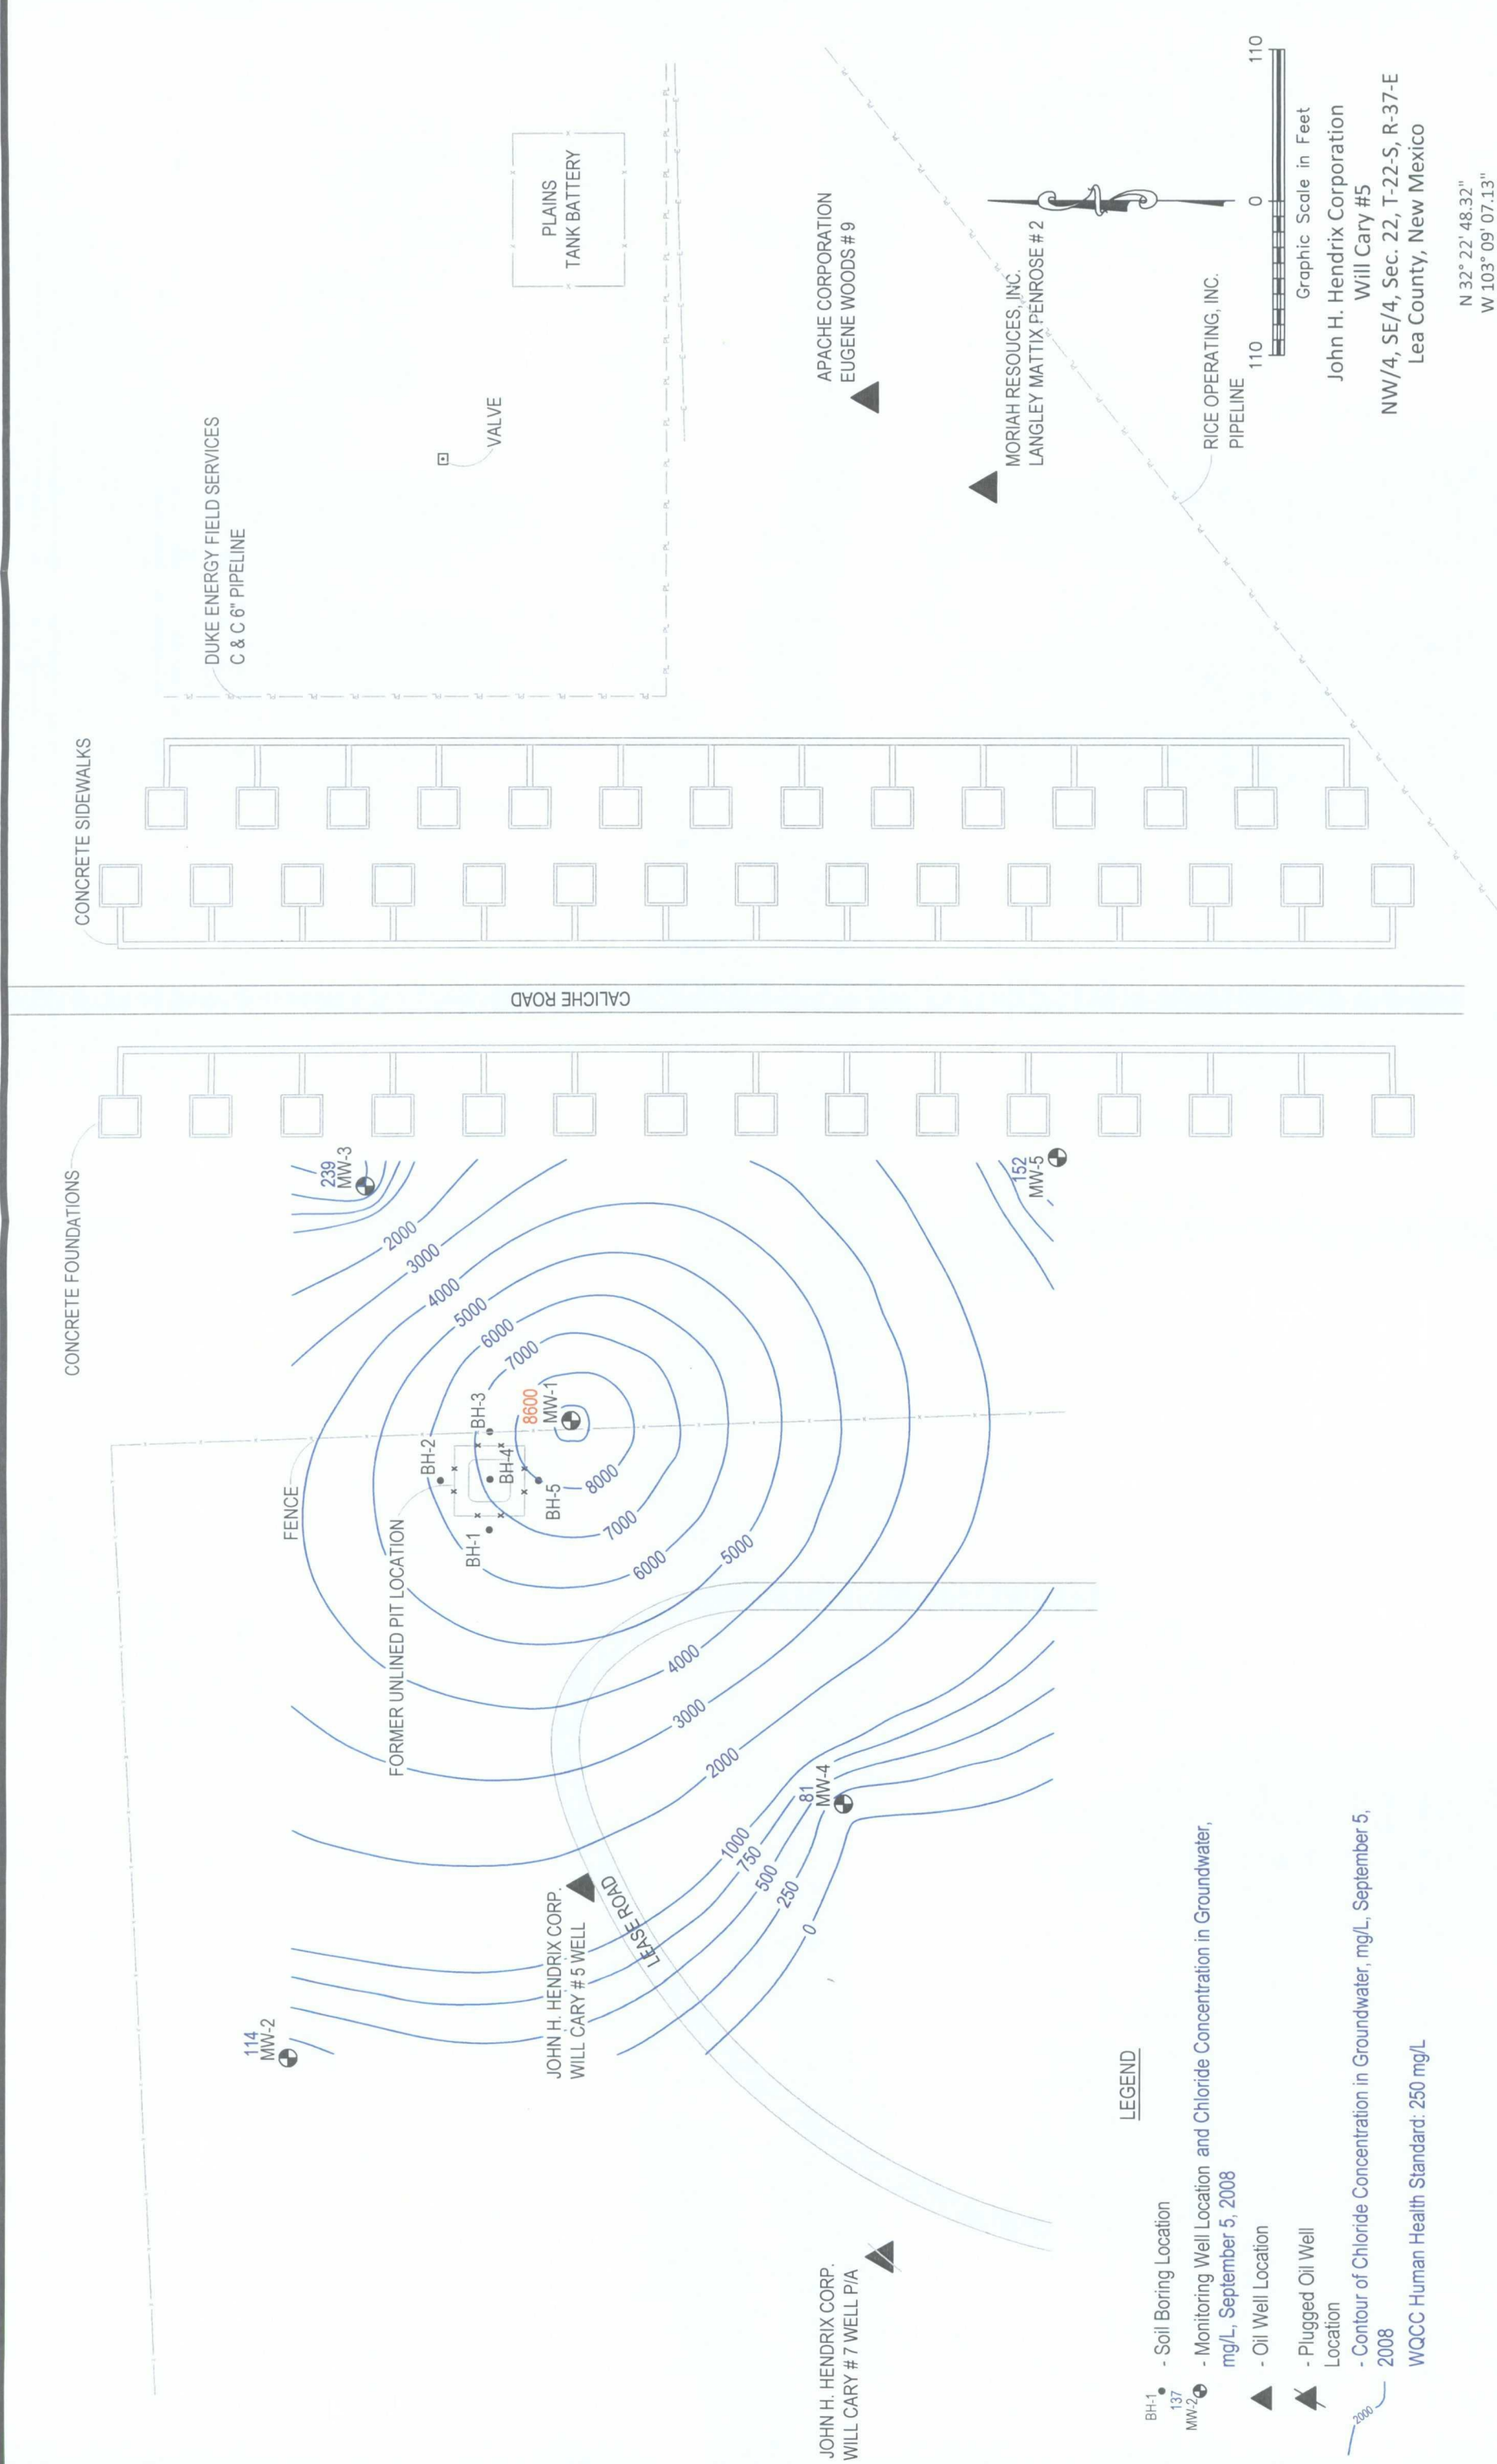 CONCRETE FOUNDATIONS
CONCRETE SIDEWALKS
DUKE ENERGY FIELD SERVICES
C & C 6" PIPELINE
VALVE
PLAINS
TANK BATTERY
CALICHE ROAD
APACHE CORPORATION
EUGENE WOODS # 9
MORIAH RESOUCES, INC.
LANGLEY MATTIX PENROSE # 2
RICE OPERATING, INC.
PIPELINE
FENCE
FORMER UNLINED PIT LOCATION
114
MW-2
239
MW-3
2000
3000
4000
5000
6000
7000
BH-2
BH-1
BH-3
BH-4
BH-5
8600
MW-1
8000
7000
6000
5000
4000
3000
2000
1000
750
500
250
0
81
MW-4
152
MW-5
JOHN H. HENDRIX CORP.
WILL CARY # 5 WELL
LEASE ROAD
JOHN H. HENDRIX CORP.
WILL CARY # 7 WELL P/A
LEGEND
BH-1 - Soil Boring Location
137
MW-2 - Monitoring Well Location and Chloride Concentration in Groundwater,
mg/L, September 5, 2008
- Oil Well Location
- Plugged Oil Well
Location
2000 - Contour of Chloride Concentration in Groundwater, mg/L, September 5,
2008
WQCC Human Health Standard: 250 mg/L
110 0 110
Graphic Scale in Feet
John H. Hendrix Corporation
Will Cary #5
NW/4, SE/4, Sec. 22, T-22-S, R-37-E
Lea County, New Mexico
N 32° 22' 48.32"
W 103° 09' 07.13"